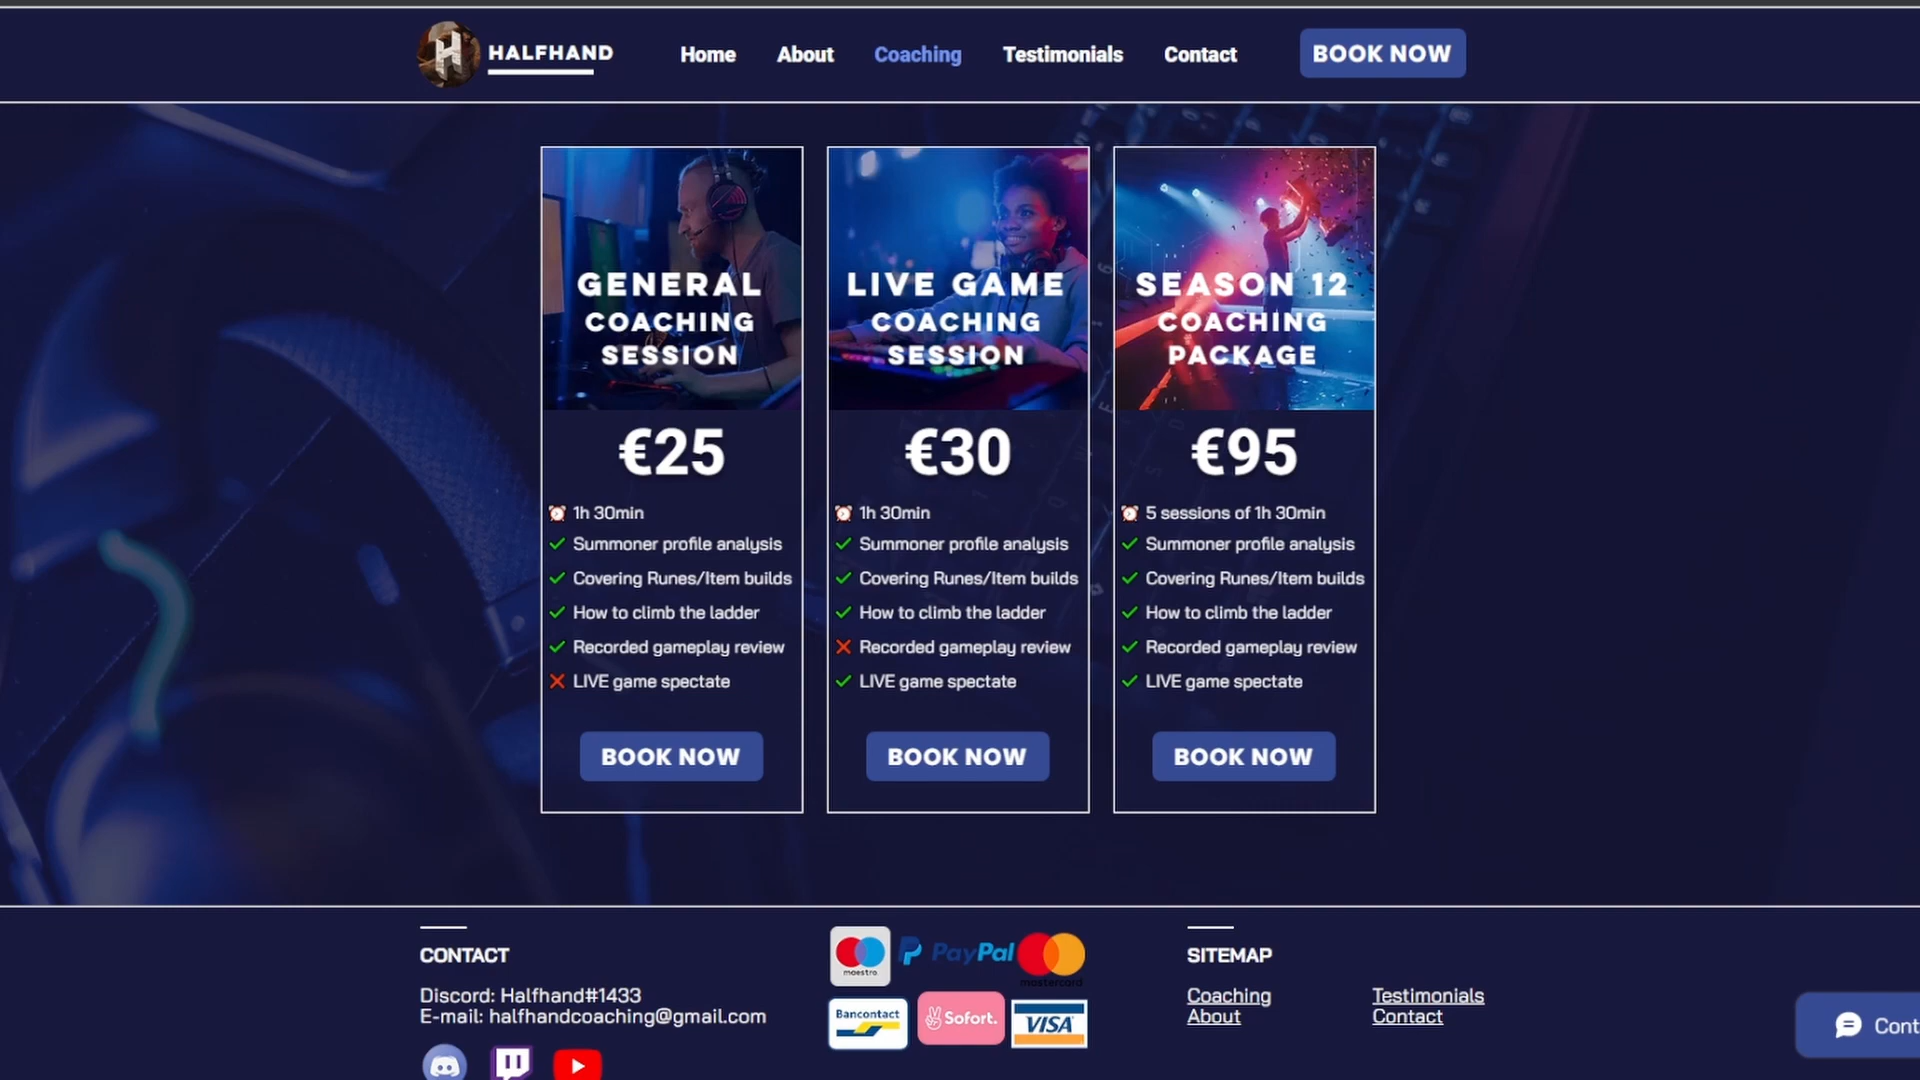 HALFHAND
Home
About
Coaching
Testimonials
Contact
BOOK NOW
GENERAL
COACHING
SESSION
€25
1h 30min
Summoner profile analysis
Covering Runes/Item builds
How to climb the ladder
Recorded gameplay review
LIVE game spectate
BOOK NOW
LIVE GAME
COACHING
SESSION
€30
1h 30min
Summoner profile analysis
Covering Runes/Item builds
How to climb the ladder
Recorded gameplay review
LIVE game spectate
BOOK NOW
SEASON 12
COACHING
PACKAGE
€95
5 sessions of 1h 30min
Summoner profile analysis
Covering Runes/Item builds
How to climb the ladder
Recorded gameplay review
LIVE game spectate
BOOK NOW
CONTACT
Discord: Halfhand#1433
E-mail: halfhandcoaching@gmail.com
maestro
PayPal
mastercard
Bancontact
Sofort.
VISA
SITEMAP
Coaching
About
Testimonials
Contact
Cont